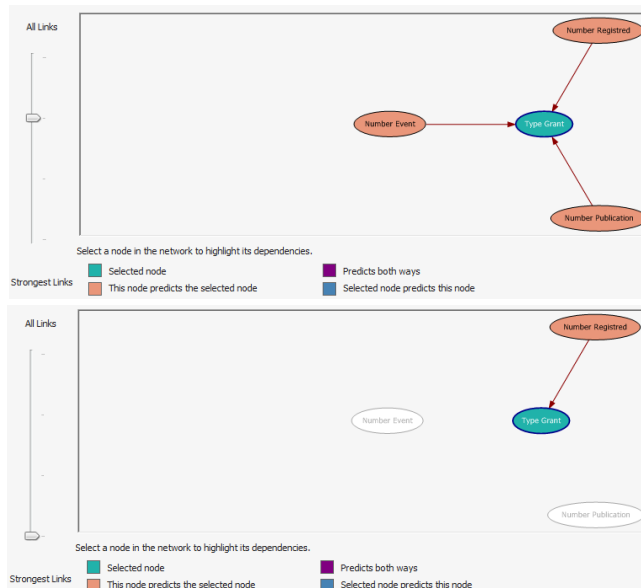 All Links
Number Registred
Number Event
Type Grant
Number Publication
Select a node in the network to highlight its dependencies.
Strongest Links
Selected node
Predicts both ways
This node predicts the selected node
Selected node predicts this node
All Links
Number Registred
Number Event
Type Grant
Number Publication
Select a node in the network to highlight its dependencies.
Strongest Links
Selected node
Predicts both ways
This node predicts the selected node
Selected node predicts this node